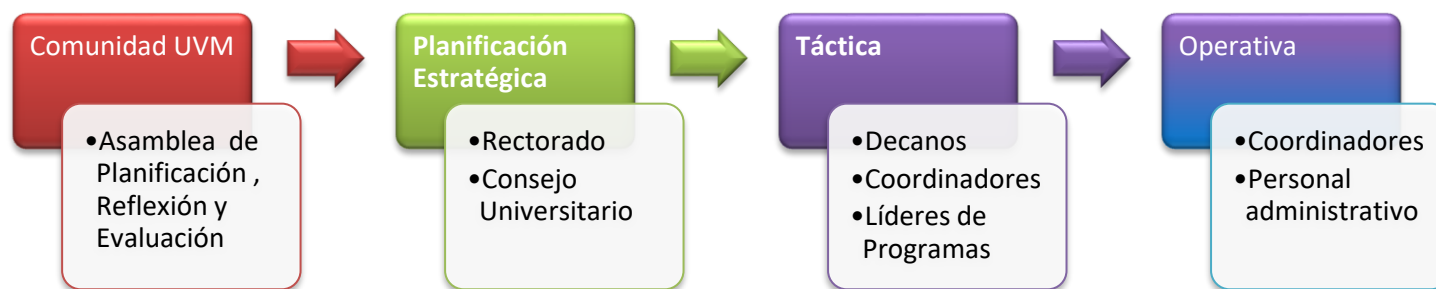 Comunidad UVM
•Asamblea de
Planificación ,
Reflexión y
Evaluación
Planificación
Estratégica
•Rectorado
•Consejo
Universitario
Táctica
•Decanos
•Coordinadores
•Líderes de
Programas
Operativa
•Coordinadores
•Personal
administrativo